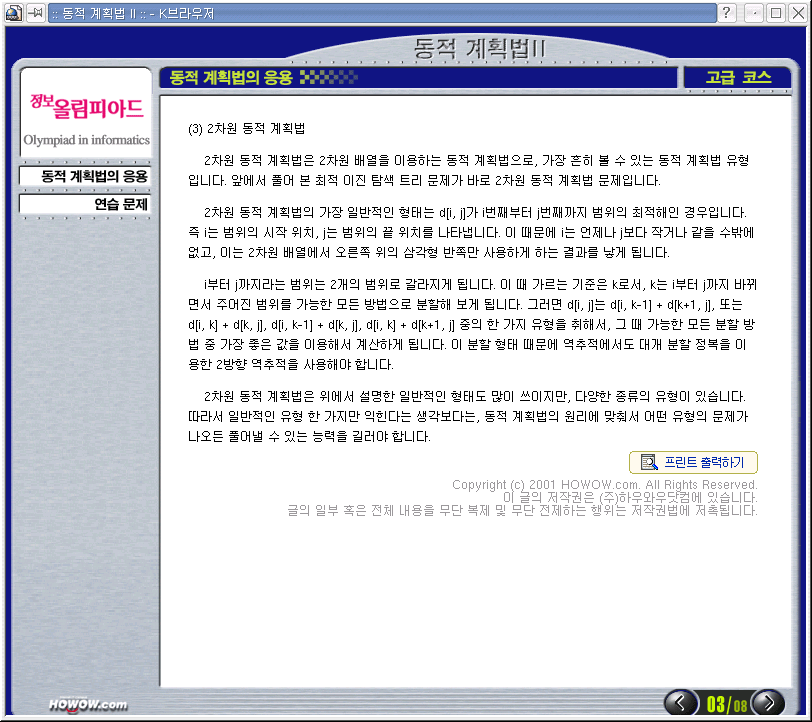 :: 동적 계획법 II :: - K브라우저
동적 계획법II
동적 계획법의 응용
고급 코스
정보올림피아드
Olympiad in informatics
동적 계획법의 응용
연습 문제
(3) 2차원 동적 계획법
2차원 동적 계획법은 2차원 배열을 이용하는 동적 계획법으로, 가장 흔히 볼 수 있는 동적 계획법 유형
입니다. 앞에서 풀어 본 최적 이진 탐색 트리 문제가 바로 2차원 동적 계획법 문제입니다.
2차원 동적 계획법의 가장 일반적인 형태는 d[i, j]가 i번째부터 j번째까지 범위의 최적해인 경우입니다.
즉 i는 범위의 시작 위치, j는 범위의 끝 위치를 나타냅니다. 이 때문에 i는 언제나 j보다 작거나 같을 수밖에
없고, 이는 2차원 배열에서 오른쪽 위의 삼각형 반쪽만 사용하게 하는 결과를 낳게 됩니다.
i부터 j까지라는 범위는 2개의 범위로 갈라지게 됩니다. 이 때 가르는 기준은 k로서, k는 i부터 j까지 바뀌
면서 주어진 범위를 가능한 모든 방법으로 분할해 보게 됩니다. 그러면 d[i, j]는 d[i, k-1] + d[k+1, j], 또는
d[i, k] + d[k, j], d[i, k-1] + d[k, j], d[i, k] + d[k+1, j] 중의 한 가지 유형을 취해서, 그 때 가능한 모든 분할 방
법 중 가장 좋은 값을 이용해서 계산하게 됩니다. 이 분할 형태 때문에 역추적에서도 대개 분할 정복을 이
용한 2방향 역추적을 사용해야 합니다.
2차원 동적 계획법은 위에서 설명한 일반적인 형태도 많이 쓰이지만, 다양한 종류의 유형이 있습니다.
따라서 일반적인 유형 한 가지만 익힌다는 생각보다는, 동적 계획법의 원리에 맞춰서 어떤 유형의 문제가
나오든 풀어낼 수 있는 능력을 길러야 합니다.
프린트 출력하기
Copyright (c) 2001 HOWOW.com. All Rights Reserved.
이 글의 저작권은 (주)하우와우닷컴에 있습니다.
글의 일부 혹은 전체 내용을 무단 복제 및 무단 전제하는 행위는 저작권법에 저촉됩니다.
HOWOW.com
03/08